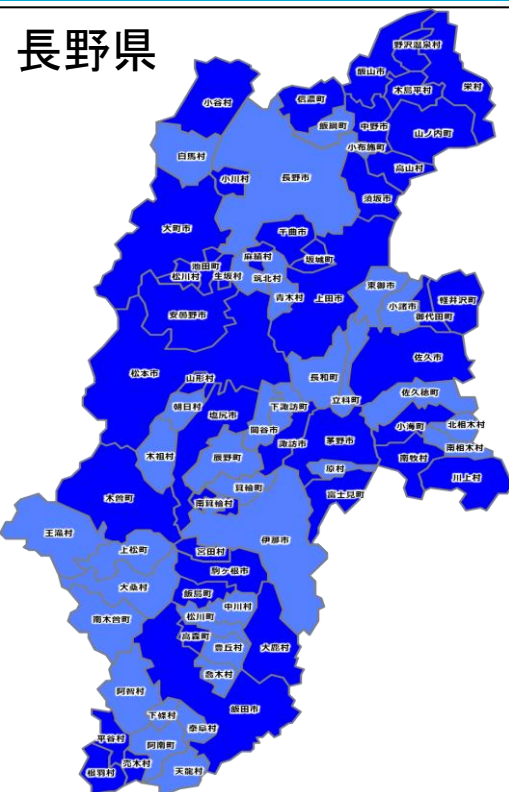 長野県
野沢温泉村
飯山市
栄村
木島平村
小谷村
信濃町
飯綱町
中野市
山ノ内町
小布施町
白馬村
高山村
小川村
長野市
須坂市
大町市
千曲市
麻績村
坂城町
池田町
松川村
生坂村
筑北村
青木村
上田市
東御市
小諸市
軽井沢町
御代田町
安曇野市
佐久市
松本市
山形村
長和町
立科町
佐久穂町
朝日村
塩尻市
下諏訪町
岡谷市
諏訪市
茅野市
小海町
北相木村
南相木村
南牧村
川上村
木祖村
辰野町
原村
箕輪町
富士見町
南箕輪村
木曽町
王滝村
伊那市
上松町
宮田村
駒ヶ根市
大桑村
飯島町
中川村
南木曽町
松川町
高森町
豊丘村
大鹿村
喬木村
阿智村
飯田市
下條村
泰阜村
平谷村
阿南町
売木村
根羽村
天龍村